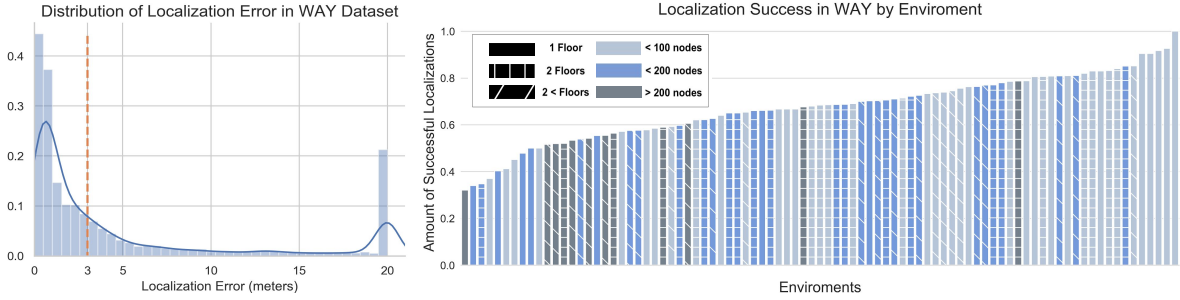 Distribution of Localization Error in WAY Dataset
0.4
0.3
0.2
0.1
0.0
0 3 5 10 15 20
Localization Error (meters)
Localization Success in WAY by Enviroment
Amount of Successful Localizations
1.0
0.8
0.6
0.4
0.2
0.0
1 Floor < 100 nodes
2 Floors < 200 nodes
2 < Floors > 200 nodes
Enviroments